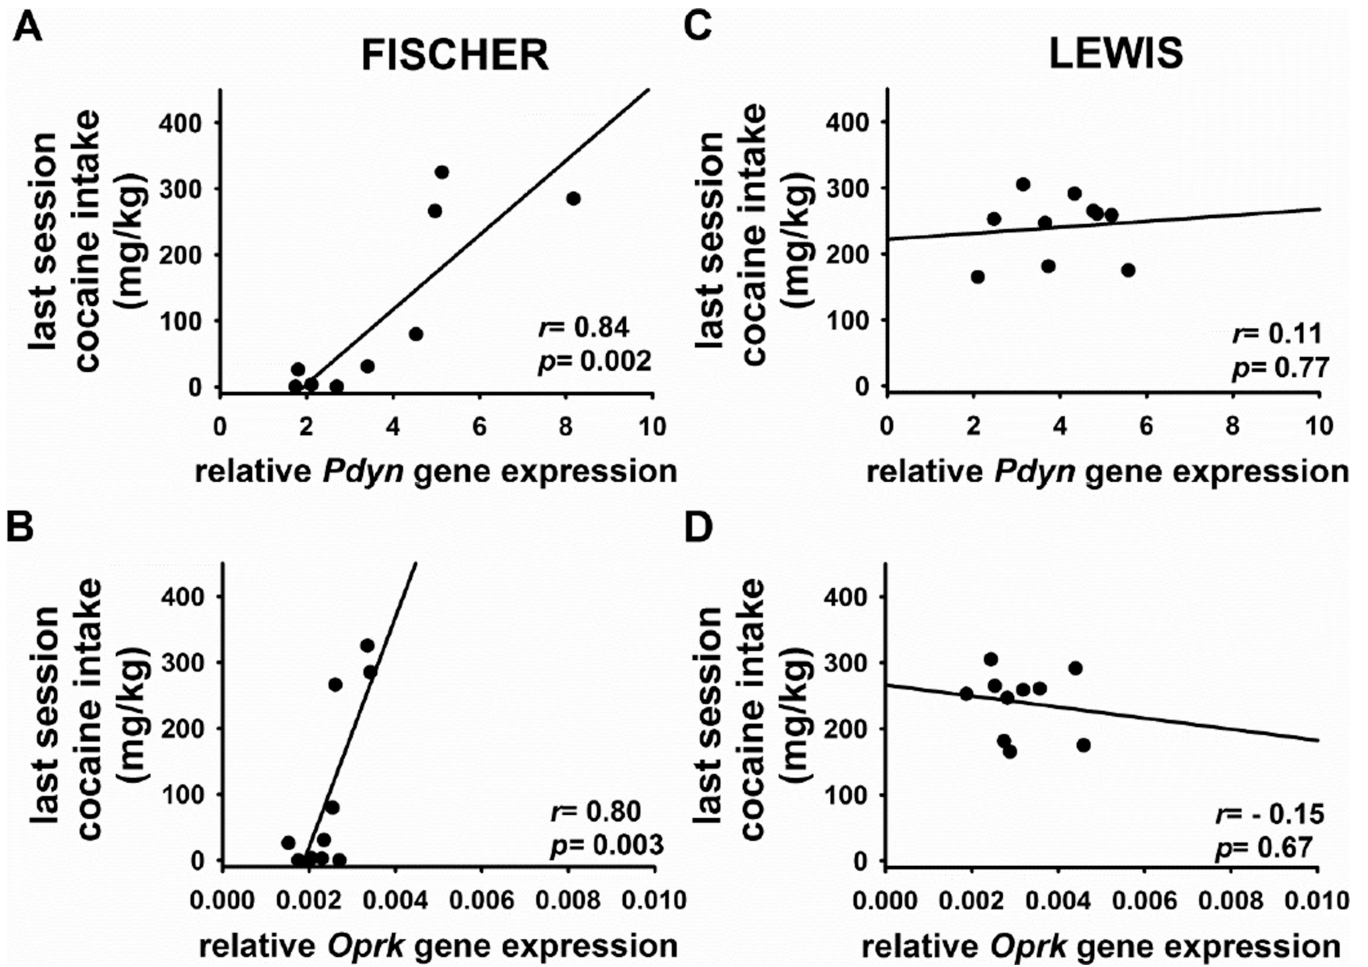 A
FISCHER
last session
cocaine intake
(mg/kg)
400
300
200
100
0
r= 0.84
p= 0.002
0 2 4 6 8 10
relative Pdyn gene expression
C
LEWIS
last session
cocaine intake
(mg/kg)
400
300
200
100
0
r= 0.11
p= 0.77
0 2 4 6 8 10
relative Pdyn gene expression
B
last session
cocaine intake
(mg/kg)
400
300
200
100
0
r= 0.80
p= 0.003
0.000 0.002 0.004 0.006 0.008 0.010
relative Oprk gene expression
D
last session
cocaine intake
(mg/kg)
400
300
200
100
0
r= - 0.15
p= 0.67
0.000 0.002 0.004 0.006 0.008 0.010
relative Oprk gene expression